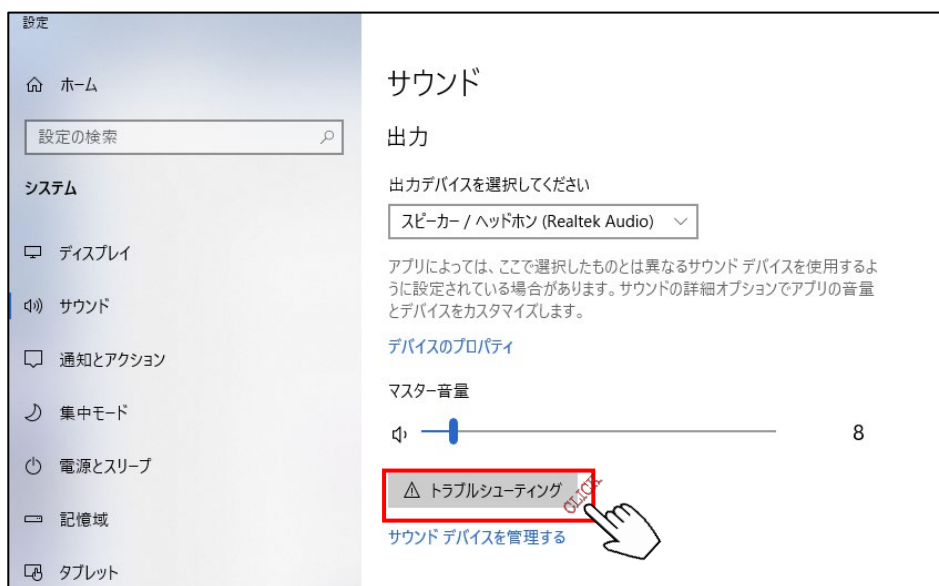 設定
ホーム
設定の検索
システム
ディスプレイ
サウンド
通知とアクション
集中モード
電源とスリープ
記憶域
タブレット
サウンド
出力
出力デバイスを選択してください
スピーカー / ヘッドホン (Realtek Audio)
アプリによっては、ここで選択したものとは異なるサウンド デバイスを使用するよ
うに設定されている場合があります。サウンドの詳細オプションでアプリの音量
とデバイスをカスタマイズします。
デバイスのプロパティ
マスター音量
8
トラブルシューティング
CLICK
サウンド デバイスを管理する